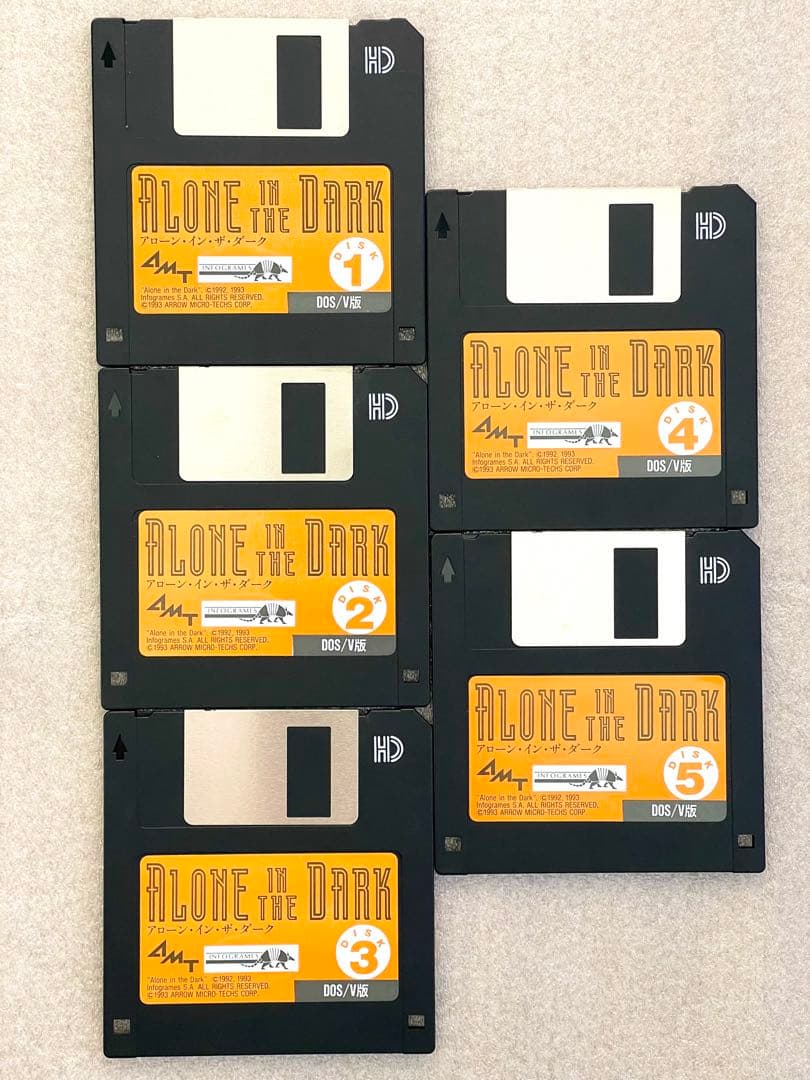 HD
ALONE IN THE DARK
アローン・イン・ザ・ダーク
AMT INFOGRAMES
DISK 1
"Alone in the Dark", ©1992, 1993
Infogrames S.A. ALL RIGHTS RESERVED.
©1993 ARROW MICRO-TECHS CORP.
DOS/V版
HD
ALONE IN THE DARK
アローン・イン・ザ・ダーク
AMT INFOGRAMES
DISK 2
"Alone in the Dark", ©1992, 1993
Infogrames S.A. ALL RIGHTS RESERVED.
©1993 ARROW MICRO-TECHS CORP.
DOS/V版
HD
ALONE IN THE DARK
アローン・イン・ザ・ダーク
AMT INFOGRAMES
DISK 3
"Alone in the Dark", ©1992, 1993
Infogrames S.A. ALL RIGHTS RESERVED.
©1993 ARROW MICRO-TECHS CORP.
DOS/V版
HD
ALONE IN THE DARK
アローン・イン・ザ・ダーク
AMT INFOGRAMES
DISK 4
"Alone in the Dark", ©1992, 1993
Infogrames S.A. ALL RIGHTS RESERVED.
©1993 ARROW MICRO-TECHS CORP.
DOS/V版
HD
ALONE IN THE DARK
アローン・イン・ザ・ダーク
AMT INFOGRAMES
DISK 5
"Alone in the Dark", ©1992, 1993
Infogrames S.A. ALL RIGHTS RESERVED.
©1993 ARROW MICRO-TECHS CORP.
DOS/V版